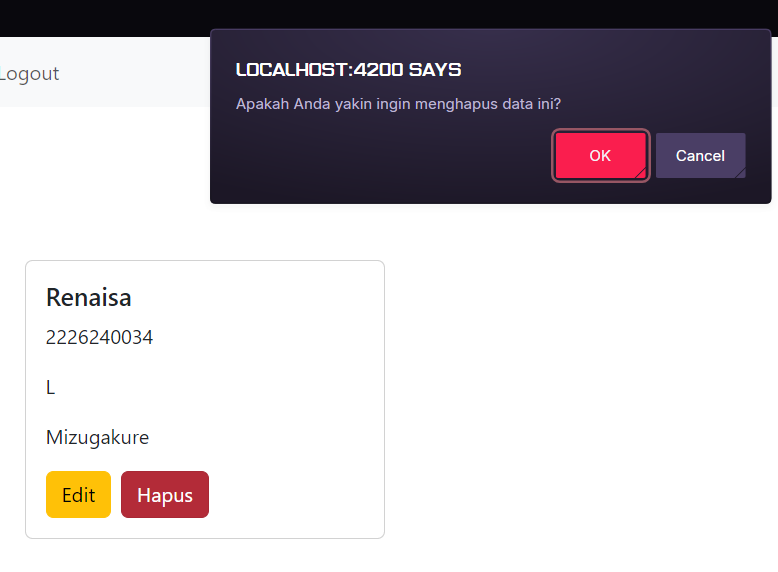 Logout
LOCALHOST:4200 SAYS
Apakah Anda yakin ingin menghapus data ini?
OK
Cancel
Renaisa
2226240034
L
Mizugakure
Edit
Hapus